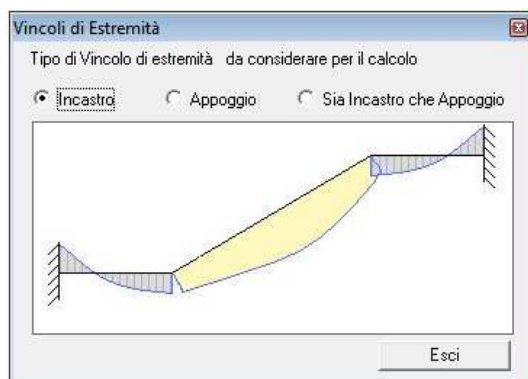 Vincoli di Estremità
Tipo di Vincolo di estremità da considerare per il calcolo
Incastro Appoggio Sia Incastro che Appoggio
Esci